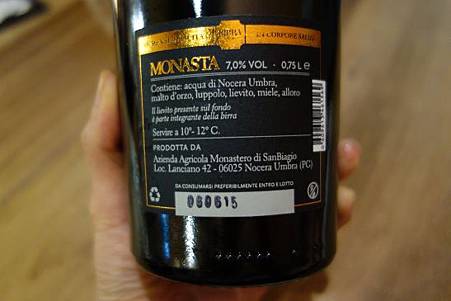 MONASTA 7,0% VOL · 0,75 L e
Contiene: acqua di Nocera Umbra,
malto d'orzo, luppolo, lievito, miele, alloro
Il lievito presente sul fondo
è parte integrante della birra
Servire a 10°- 12° C.
PRODOTTA DA
Azienda Agricola Monastero di SanBiagio
Loc. Lanciano 42 - 06025 Nocera Umbra (PG)
DA CONSUMARSI PREFERIBILMENTE ENTRO E LOTTO
060615